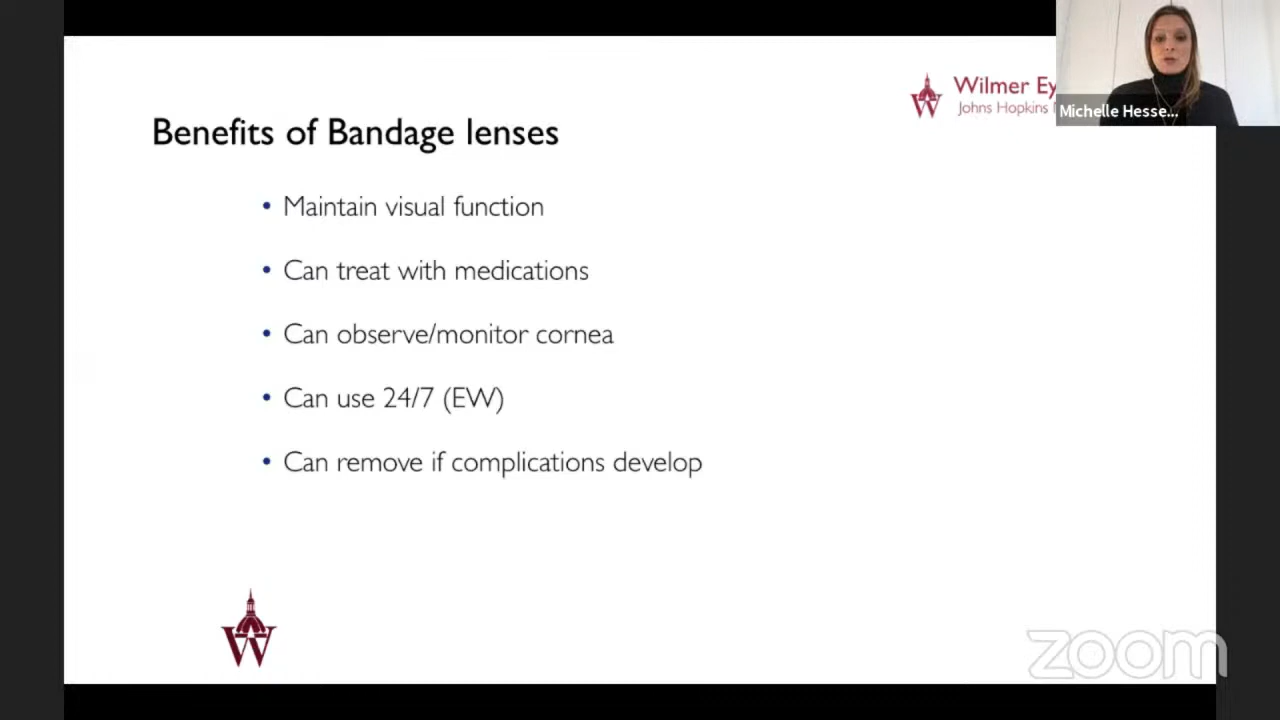 Wilmer Ey
Johns Hopkins
Michelle Hesse...
Benefits of Bandage lenses
• Maintain visual function
• Can treat with medications
• Can observe/monitor cornea
• Can use 24/7 (EW)
• Can remove if complications develop
W
zoom